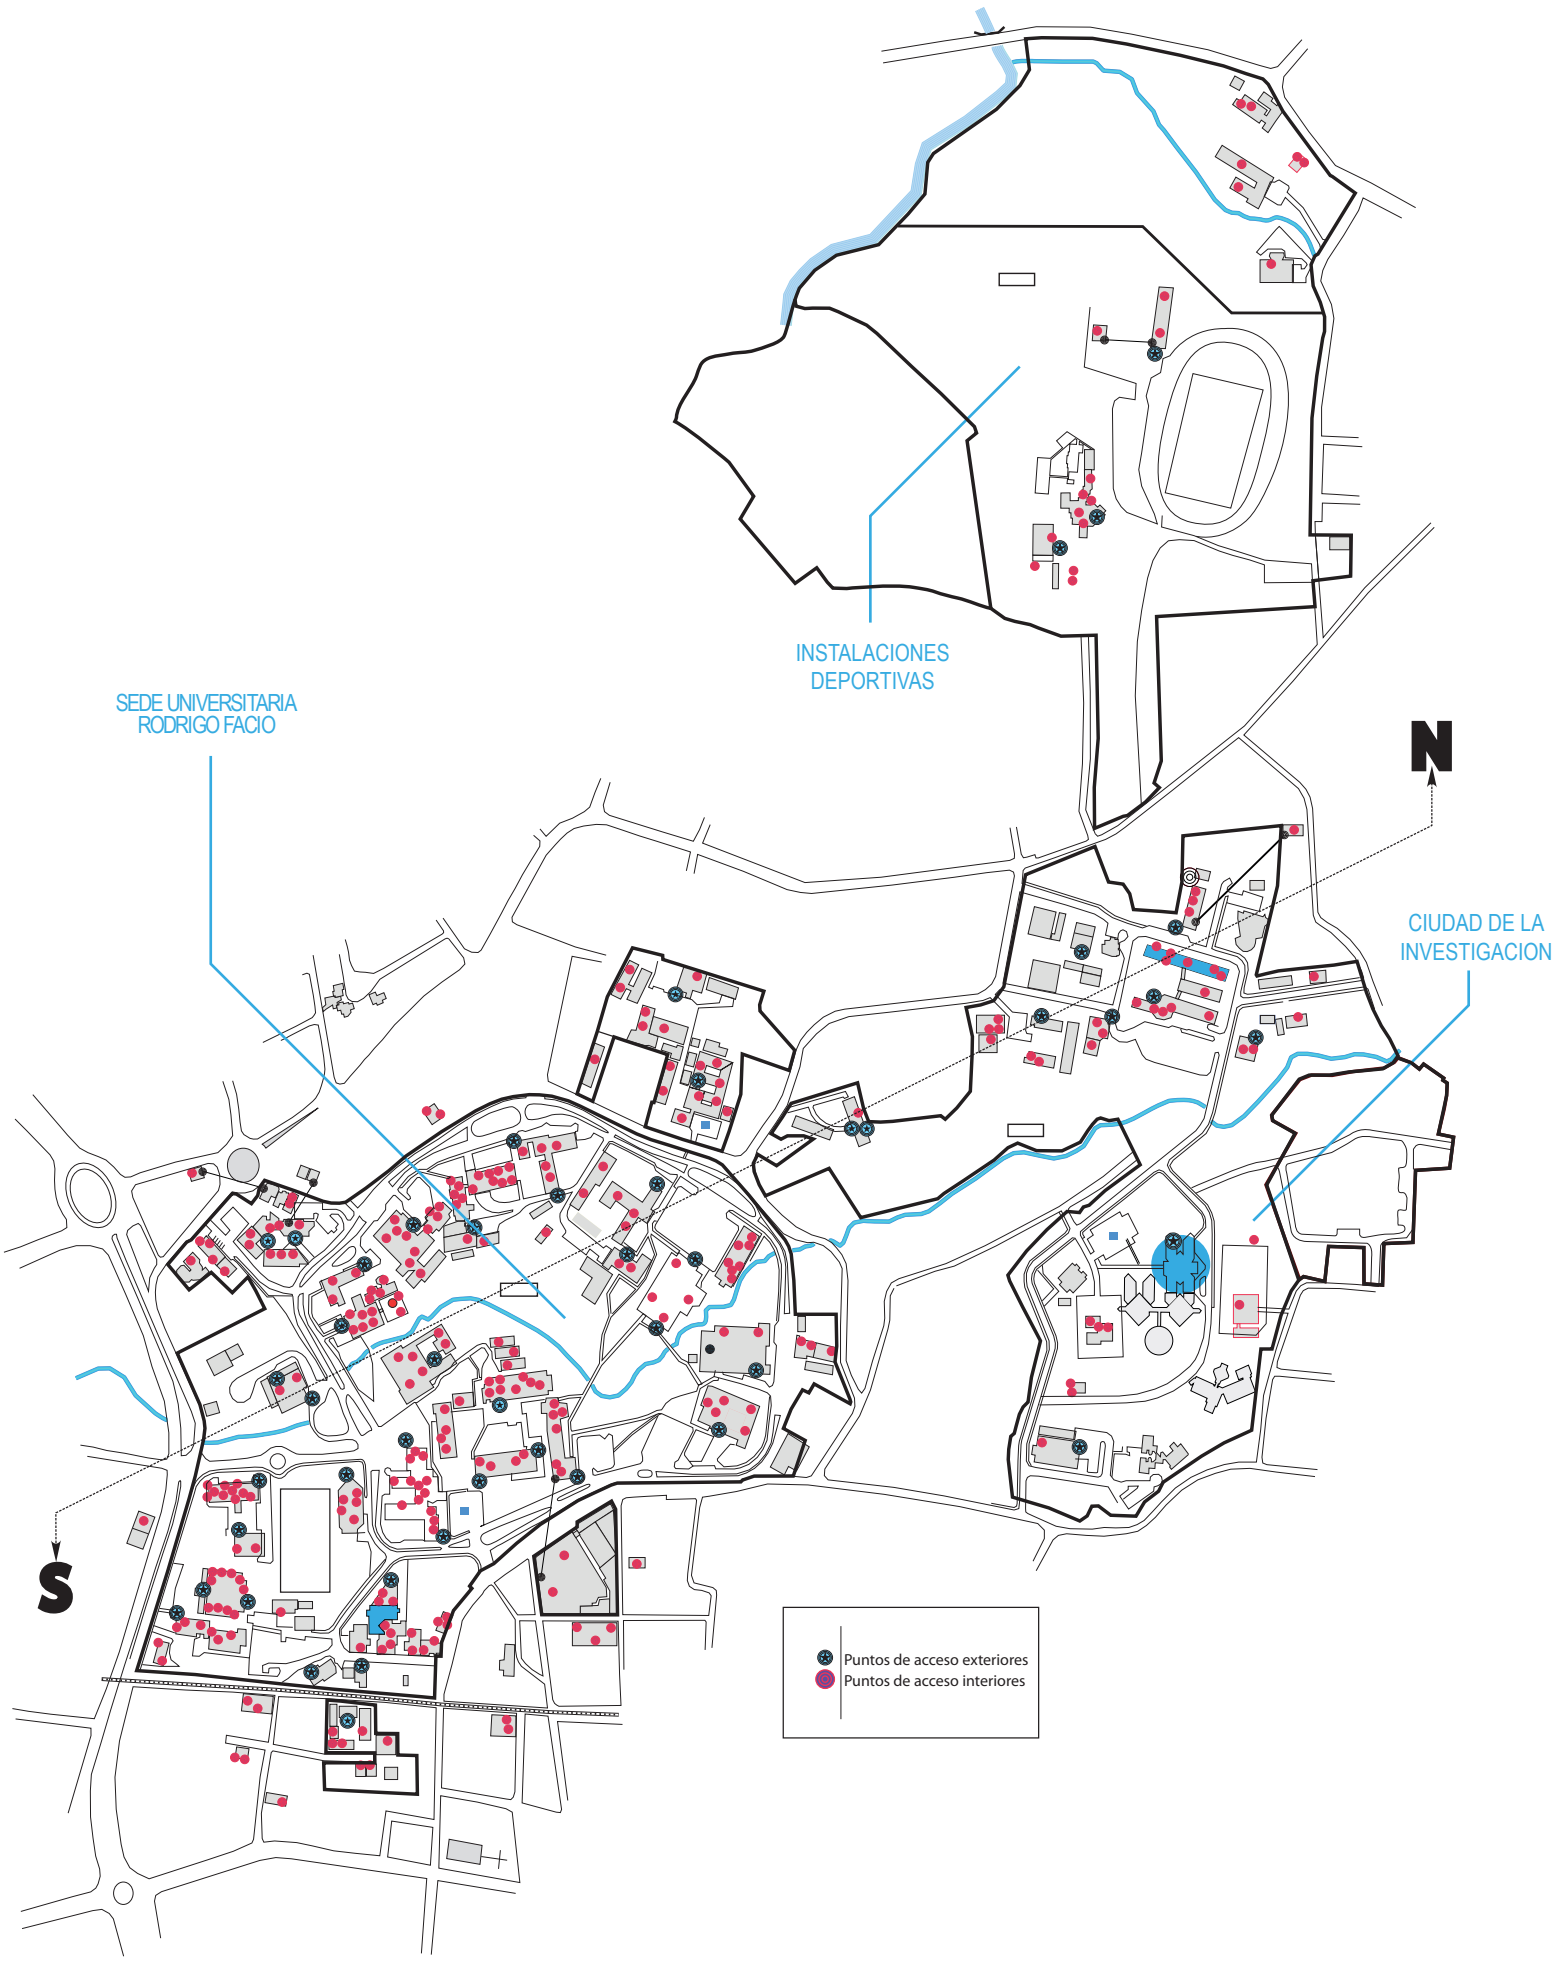 INSTALACIONES
DEPORTIVAS
SEDE UNIVERSITARIA
RODRIGO FACIO
N
CIUDAD DE LA
INVESTIGACION
S
Puntos de acceso exteriores
Puntos de acceso interiores